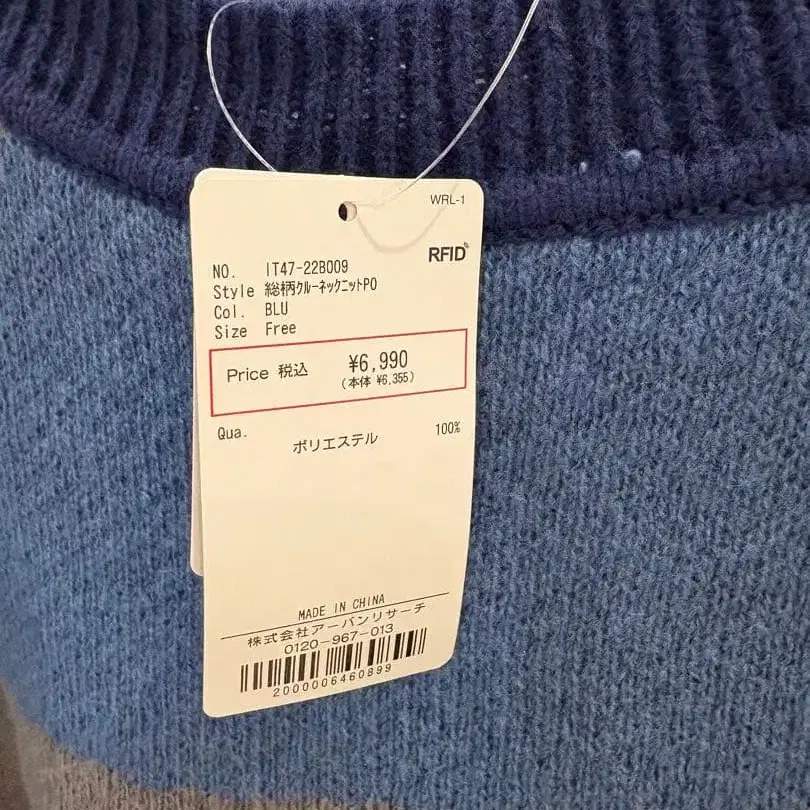 WRL-1
RFID
NO. IT47-22B009
Style 総柄クルーネックニットPO
Col. BLU
Size Free
Price 税込 ¥6,990
(本体 ¥6,355)
Qua. ポリエステル 100%
MADE IN CHINA
株式会社アーバンリサーチ
0120-967-013
2000006460899